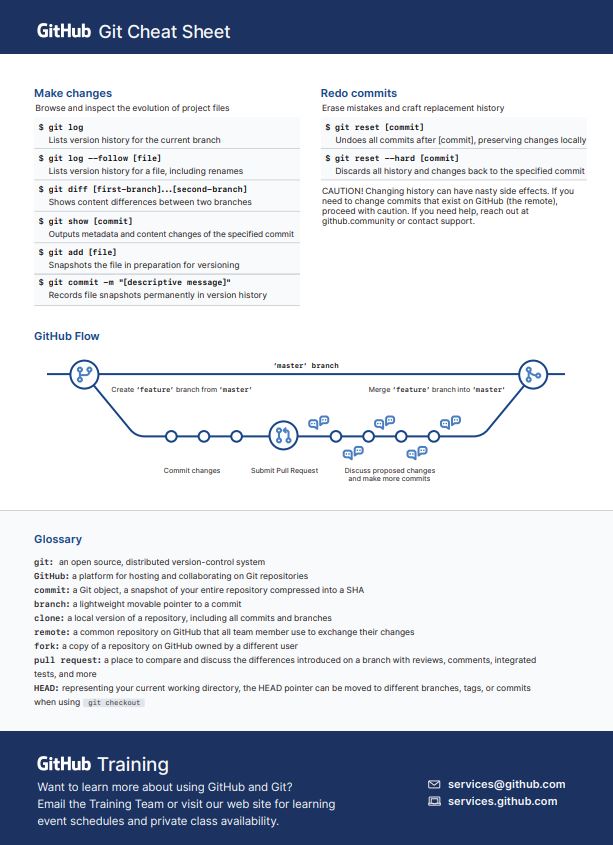 GitHub Git Cheat Sheet
Make changes
Browse and inspect the evolution of project files
$ git log
Lists version history for the current branch
$ git log --follow [file]
Lists version history for a file, including renames
$ git diff [first-branch]...[second-branch]
Shows content differences between two branches
$ git show [commit]
Outputs metadata and content changes of the specified commit
$ git add [file]
Snapshots the file in preparation for versioning
$ git commit -m "[descriptive message]"
Records file snapshots permanently in version history
Redo commits
Erase mistakes and craft replacement history
$ git reset [commit]
Undoes all commits after [commit], preserving changes locally
$ git reset --hard [commit]
Discards all history and changes back to the specified commit
CAUTION! Changing history can have nasty side effects. If you
need to change commits that exist on GitHub (the remote),
proceed with caution. If you need help, reach out at
github.community or contact support.
GitHub Flow
'master' branch
Create 'feature' branch from 'master'
Merge 'feature' branch into 'master'
Commit changes
Submit Pull Request
Discuss proposed changes
and make more commits
Glossary
git: an open source, distributed version-control system
GitHub: a platform for hosting and collaborating on Git repositories
commit: a Git object, a snapshot of your entire repository compressed into a SHA
branch: a lightweight movable pointer to a commit
clone: a local version of a repository, including all commits and branches
remote: a common repository on GitHub that all team member use to exchange their changes
fork: a copy of a repository on GitHub owned by a different user
pull request: a place to compare and discuss the differences introduced on a branch with reviews, comments, integrated
tests, and more
HEAD: representing your current working directory, the HEAD pointer can be moved to different branches, tags, or commits
when using git checkout
GitHub Training
Want to learn more about using GitHub and Git?
Email the Training Team or visit our web site for learning
event schedules and private class availability.
services@github.com
services.github.com